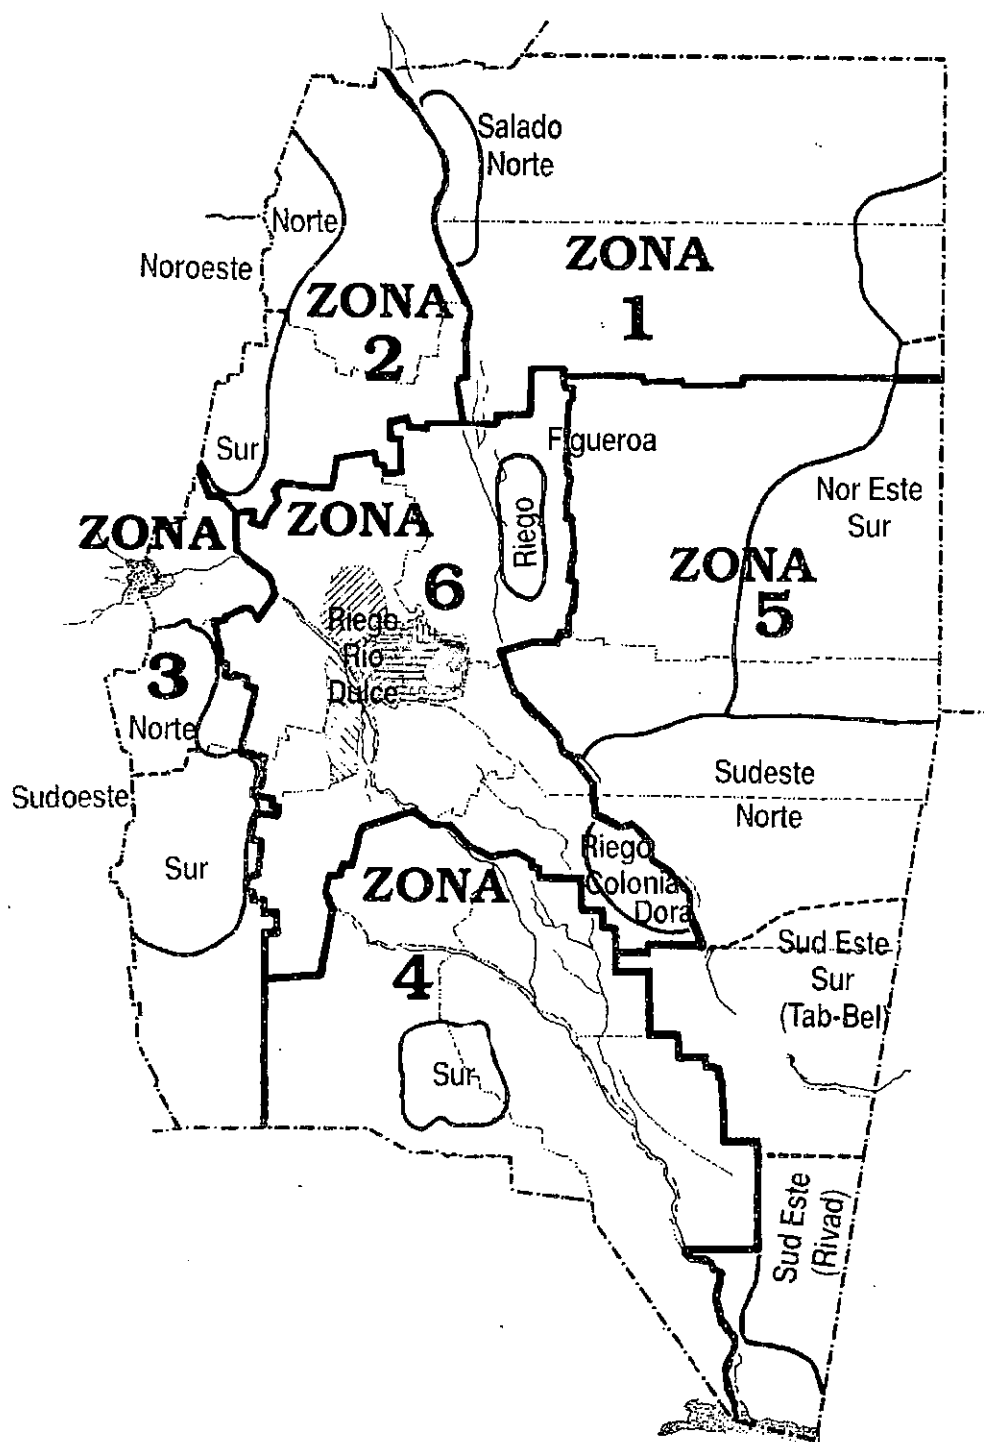 Salado
Norte
Norte
Noroeste
ZONA
1
ZONA
2
Sur
Figueroa
Nor Este
Sur
ZONA
3
ZONA
6
Riego
ZONA
5
Riego
Rio
Dulce
Norte
Sudoeste
Sur
Sudeste
Norte
Riego
Colonia
Dora
ZONA
4
Sud Este
Sur
(Tab-Bel)
Sur
Sud Este
(Rivad)